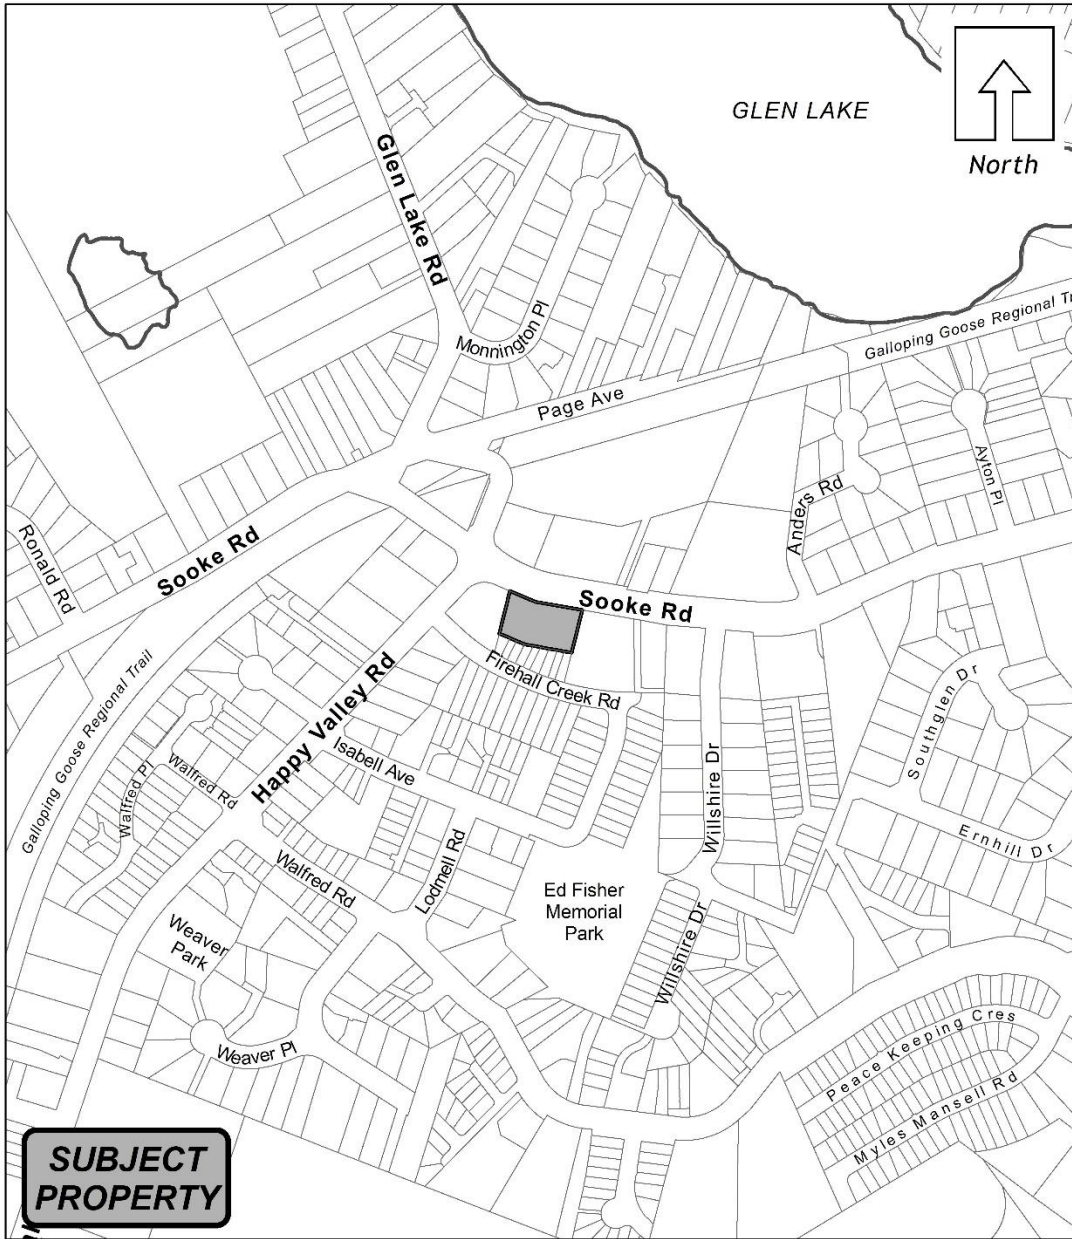 GLEN LAKE
North
Glen Lake Rd
Monnington Pl
Galloping Goose Regional
Page Ave
Ayton Pl
Anders Rd
Ronald Rd
Sooke Rd
Sooke Rd
Firehall Creek Rd
Galloping Goose Regional Trail
Happy Valley Rd
Southglen Dr
Isabell Ave
Walfred Pl
Walfred Rd
Willshire Dr
Ernhill Dr
Lodmell Rd
Walfred Rd
Ed Fisher
Memorial
Park
Weaver
Park
Willshire Dr
Weaver Pl
Peace Keeping Cres
Myles Mansell Rd
SUBJECT
PROPERTY